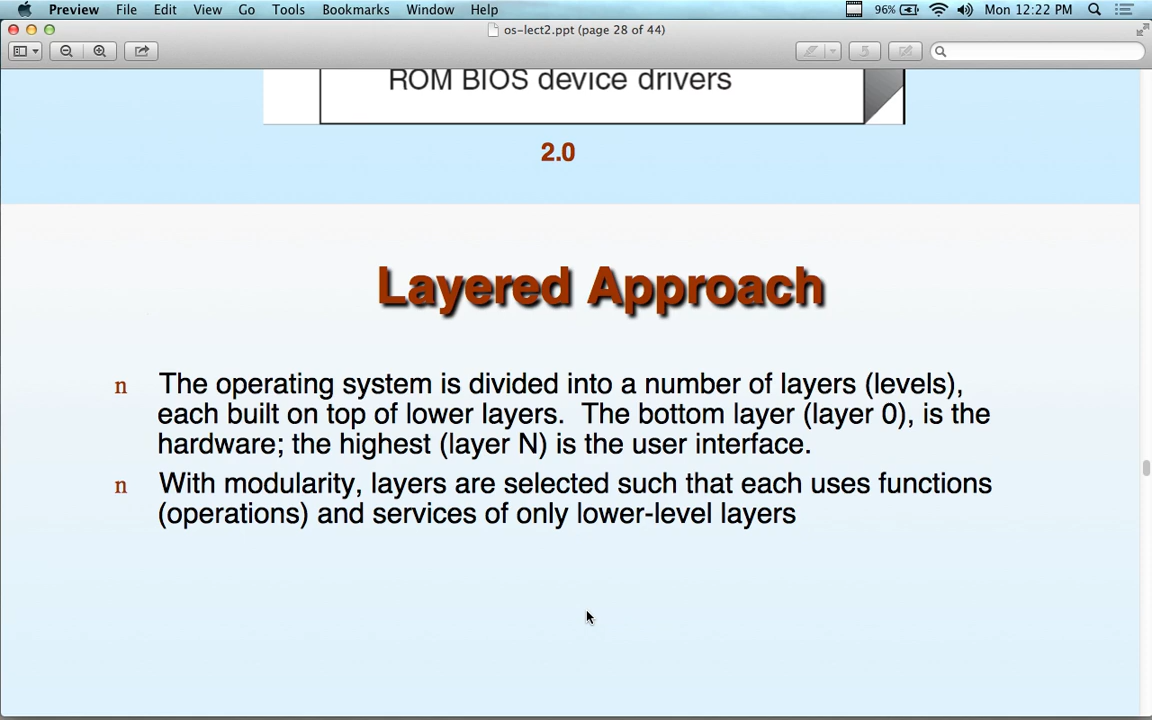 Preview File Edit View Go Tools Bookmarks Window Help 96% Mon 12:22 PM
os-lect2.ppt (page 28 of 44)
ROM BIOS device drivers
2.0
Layered Approach
n The operating system is divided into a number of layers (levels),
each built on top of lower layers. The bottom layer (layer 0), is the
hardware; the highest (layer N) is the user interface.
n With modularity, layers are selected such that each uses functions
(operations) and services of only lower-level layers